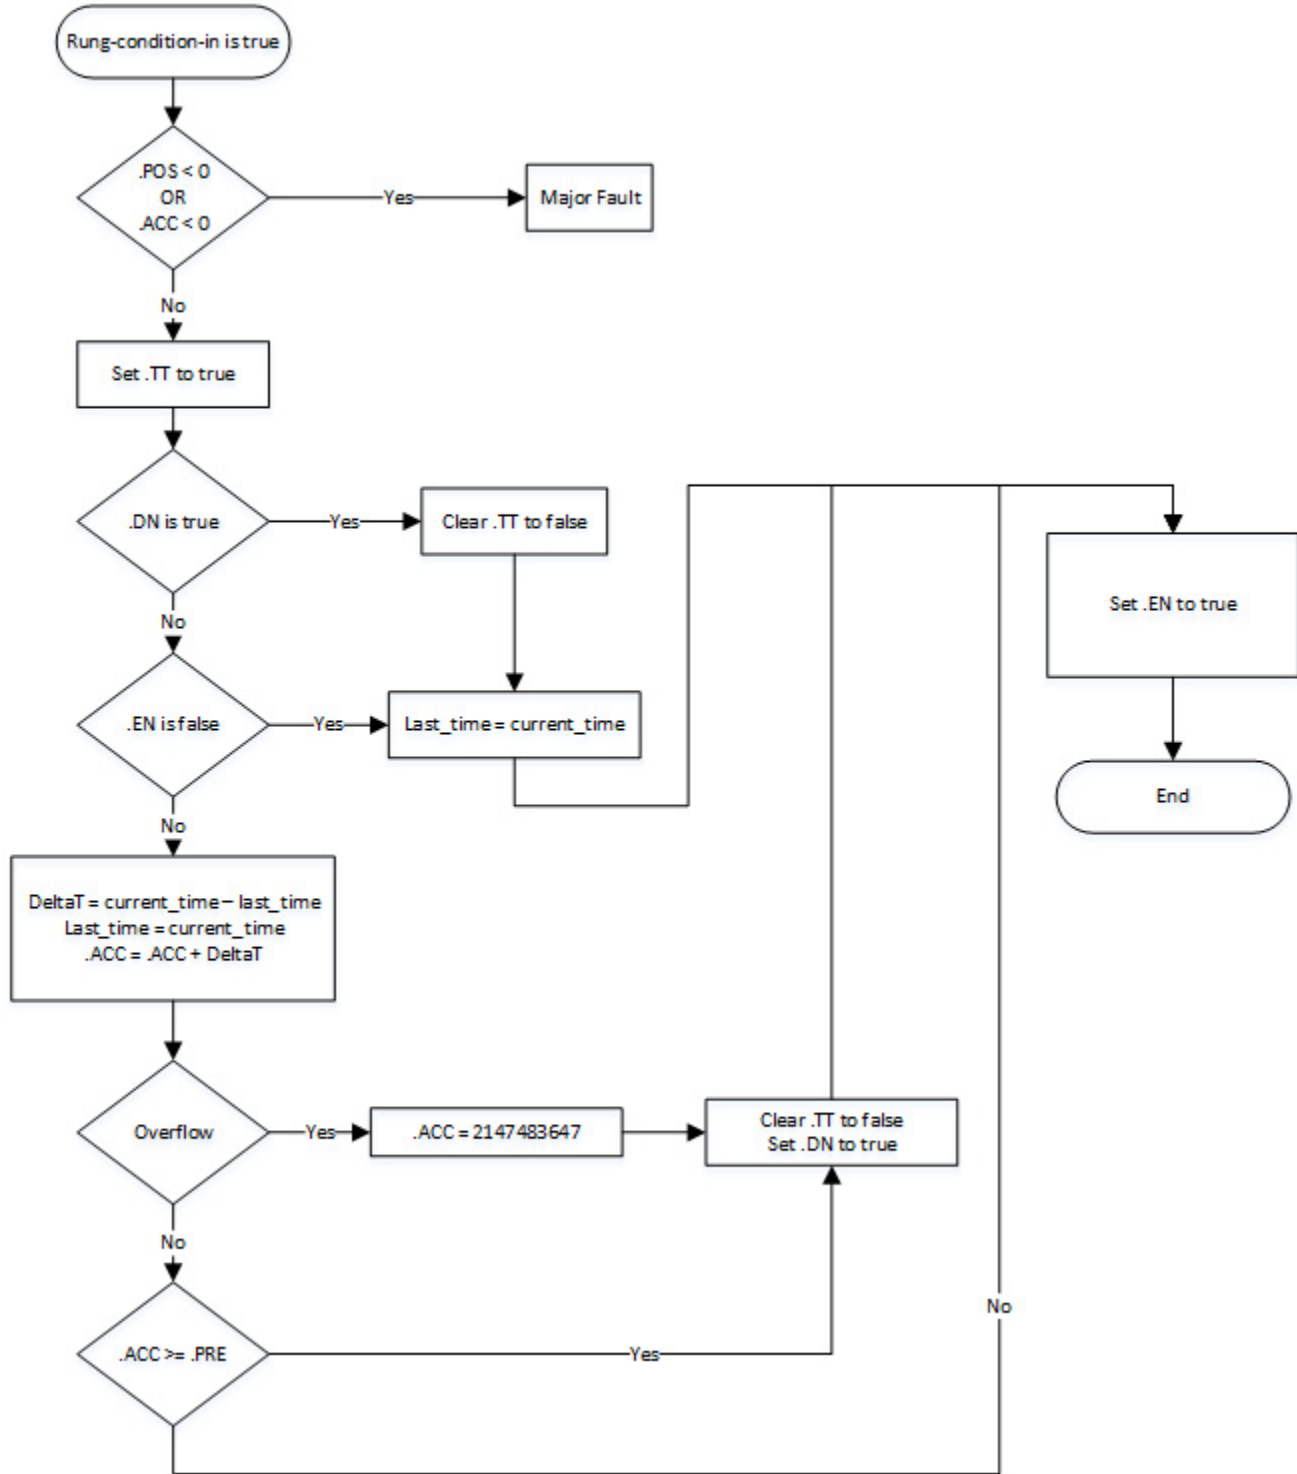 Rung-condition-in is true
.POS < 0
OR
.ACC < 0
Yes
Major Fault
No
Set .TT to true
.DN is true
Yes
Clear .TT to false
No
.EN is false
Yes
Last_time = current_time
Set .EN to true
End
No
DeltaT = current_time – last_time
Last_time = current_time
.ACC = .ACC + DeltaT
Overflow
Yes
.ACC = 2147483647
Clear .TT to false
Set .DN to true
No
.ACC >= .PRE
Yes
No